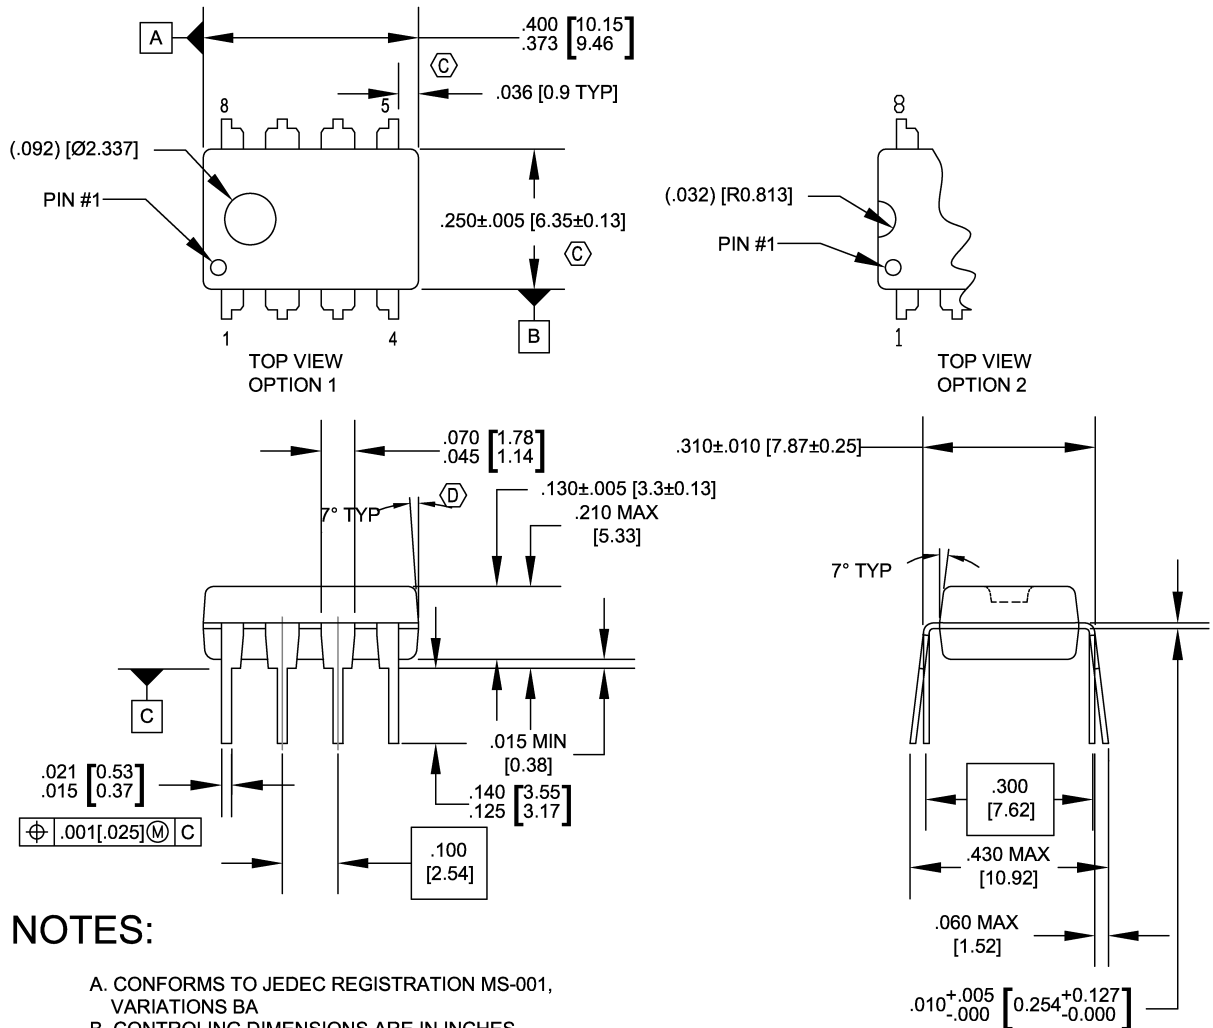 A
.400 [10.15]
.373 [9.46]
C
.036 [0.9 TYP]
8 5
(.092) [Ø2.337]
PIN #1
.250±.005 [6.35±0.13]
C
B
1 4
TOP VIEW
OPTION 1
8
(.032) [R0.813]
PIN #1
1
TOP VIEW
OPTION 2
.070 [1.78]
.045 [1.14]
7° TYP
D
.130±.005 [3.3±0.13]
.210 MAX
[5.33]
C
.015 MIN
[0.38]
.021 [0.53]
.015 [0.37]
.140 [3.55]
.125 [3.17]
⌖ .001[.025]Ⓜ C
.100
[2.54]
.310±.010 [7.87±0.25]
7° TYP
.300
[7.62]
.430 MAX
[10.92]
.060 MAX
[1.52]
.010+.005 -.000 [0.254+0.127 -0.000]
NOTES:
A. CONFORMS TO JEDEC REGISTRATION MS-001,
VARIATIONS BA
B. CONTROLING DIMENSIONS ARE IN INCHES